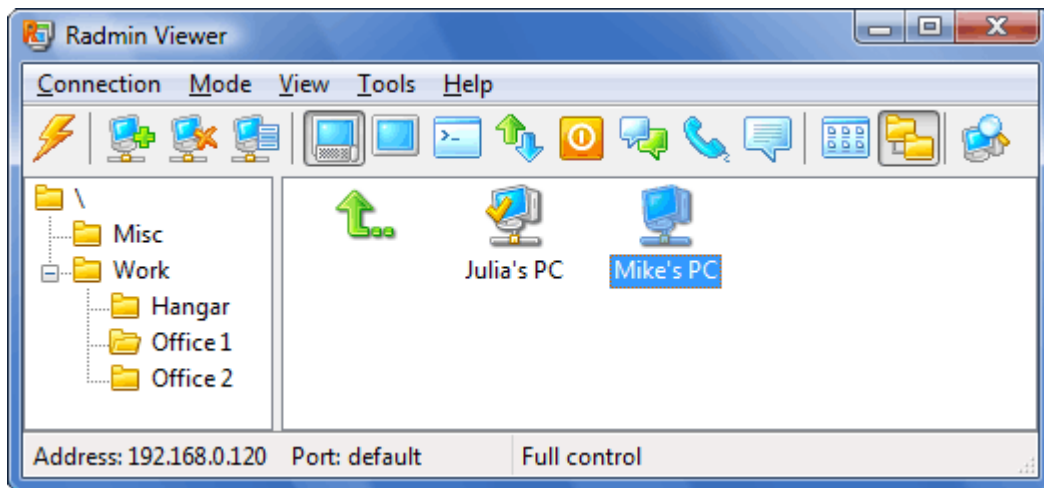 Radmin Viewer
Connection Mode View Tools Help
\
Misc
Work
Hangar
Office 1
Office 2
Julia's PC Mike's PC
Address: 192.168.0.120 Port: default Full control